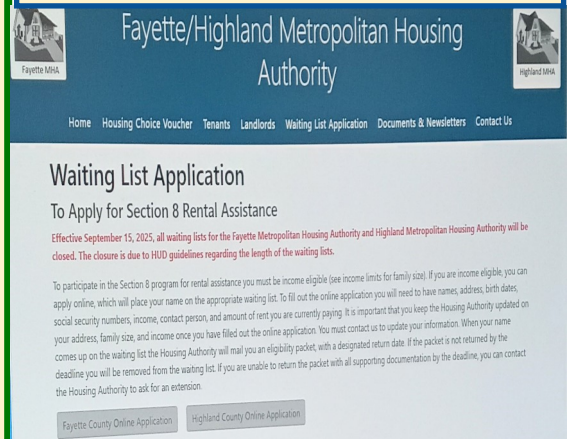 Fayette/Highland Metropolitan Housing
Authority
Fayette MHA
Highland MHA
Home Housing Choice Voucher Tenants Landlords Waiting List Application Documents & Newsletters Contact Us
Waiting List Application
To Apply for Section 8 Rental Assistance
Effective September 15, 2025, all waiting lists for the Fayette Metropolitan Housing Authority and Highland Metropolitan Housing Authority will be
closed. The closure is due to HUD guidelines regarding the length of the waiting lists.
To participate in the Section 8 program for rental assistance you must be income eligible (see income limits for family size). If you are income eligible, you can
apply online, which will place your name on the appropriate waiting list. To fill out the online application you will need to have names, address, birth dates,
social security numbers, income, contact person, and amount of rent you are currently paying. It is important that you keep the Housing Authority updated on
your address, family size, and income once you have filled out the online application. You must contact us to update your information. When your name
comes up on the waiting list the Housing Authority will mail you an eligibility packet, with a designated return date. If the packet is not returned by the
deadline you will be removed from the waiting list. If you are unable to return the packet with all supporting documentation by the deadline, you can contact
the Housing Authority to ask for an extension.
Fayette County Online Application
Highland County Online Application